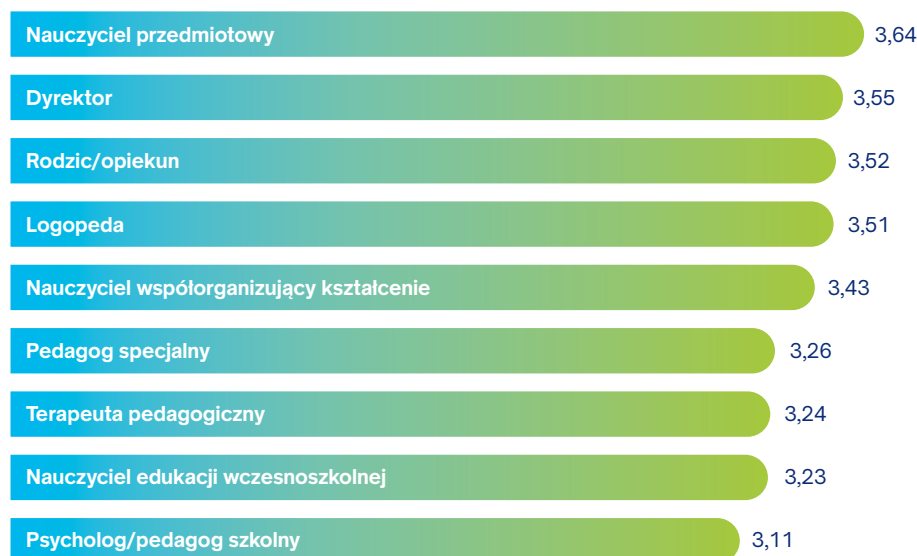 Nauczyciel przedmiotowy 3,64
Dyrektor 3,55
Rodzic/opiekun 3,52
Logopeda 3,51
Nauczyciel współorganizujący kształcenie 3,43
Pedagog specjalny 3,26
Terapeuta pedagogiczny 3,24
Nauczyciel edukacji wczesnoszkolnej 3,23
Psycholog/pedagog szkolny 3,11